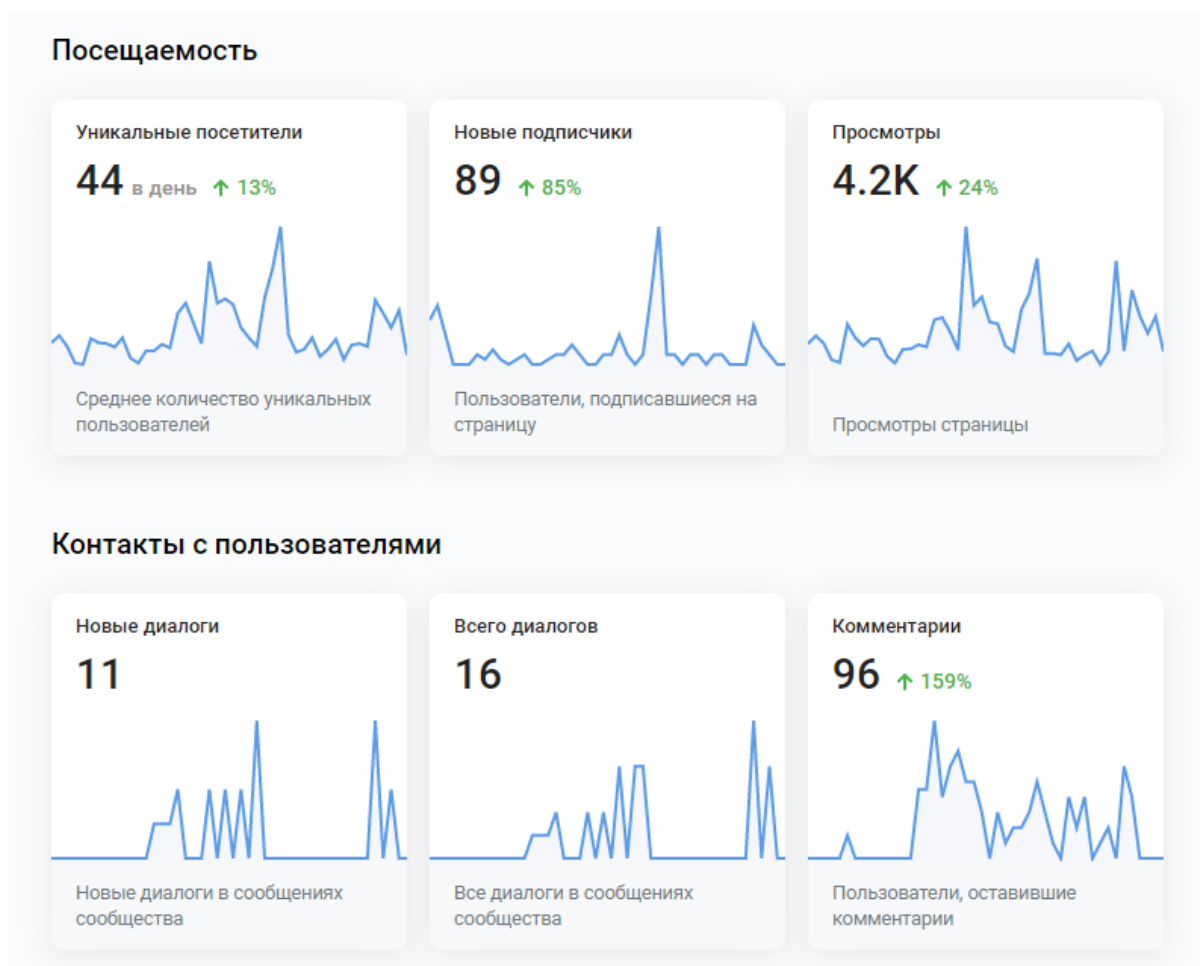 Посещаемость
Уникальные посетители
44 в день ↑ 13%
Среднее количество уникальных
пользователей
Новые подписчики
89 ↑ 85%
Пользователи, подписавшиеся на
страницу
Просмотры
4.2K ↑ 24%
Просмотры страницы
Контакты с пользователями
Новые диалоги
11
Новые диалоги в сообщениях
сообщества
Всего диалогов
16
Все диалоги в сообщениях
сообщества
Комментарии
96 ↑ 159%
Пользователи, оставившие
комментарии